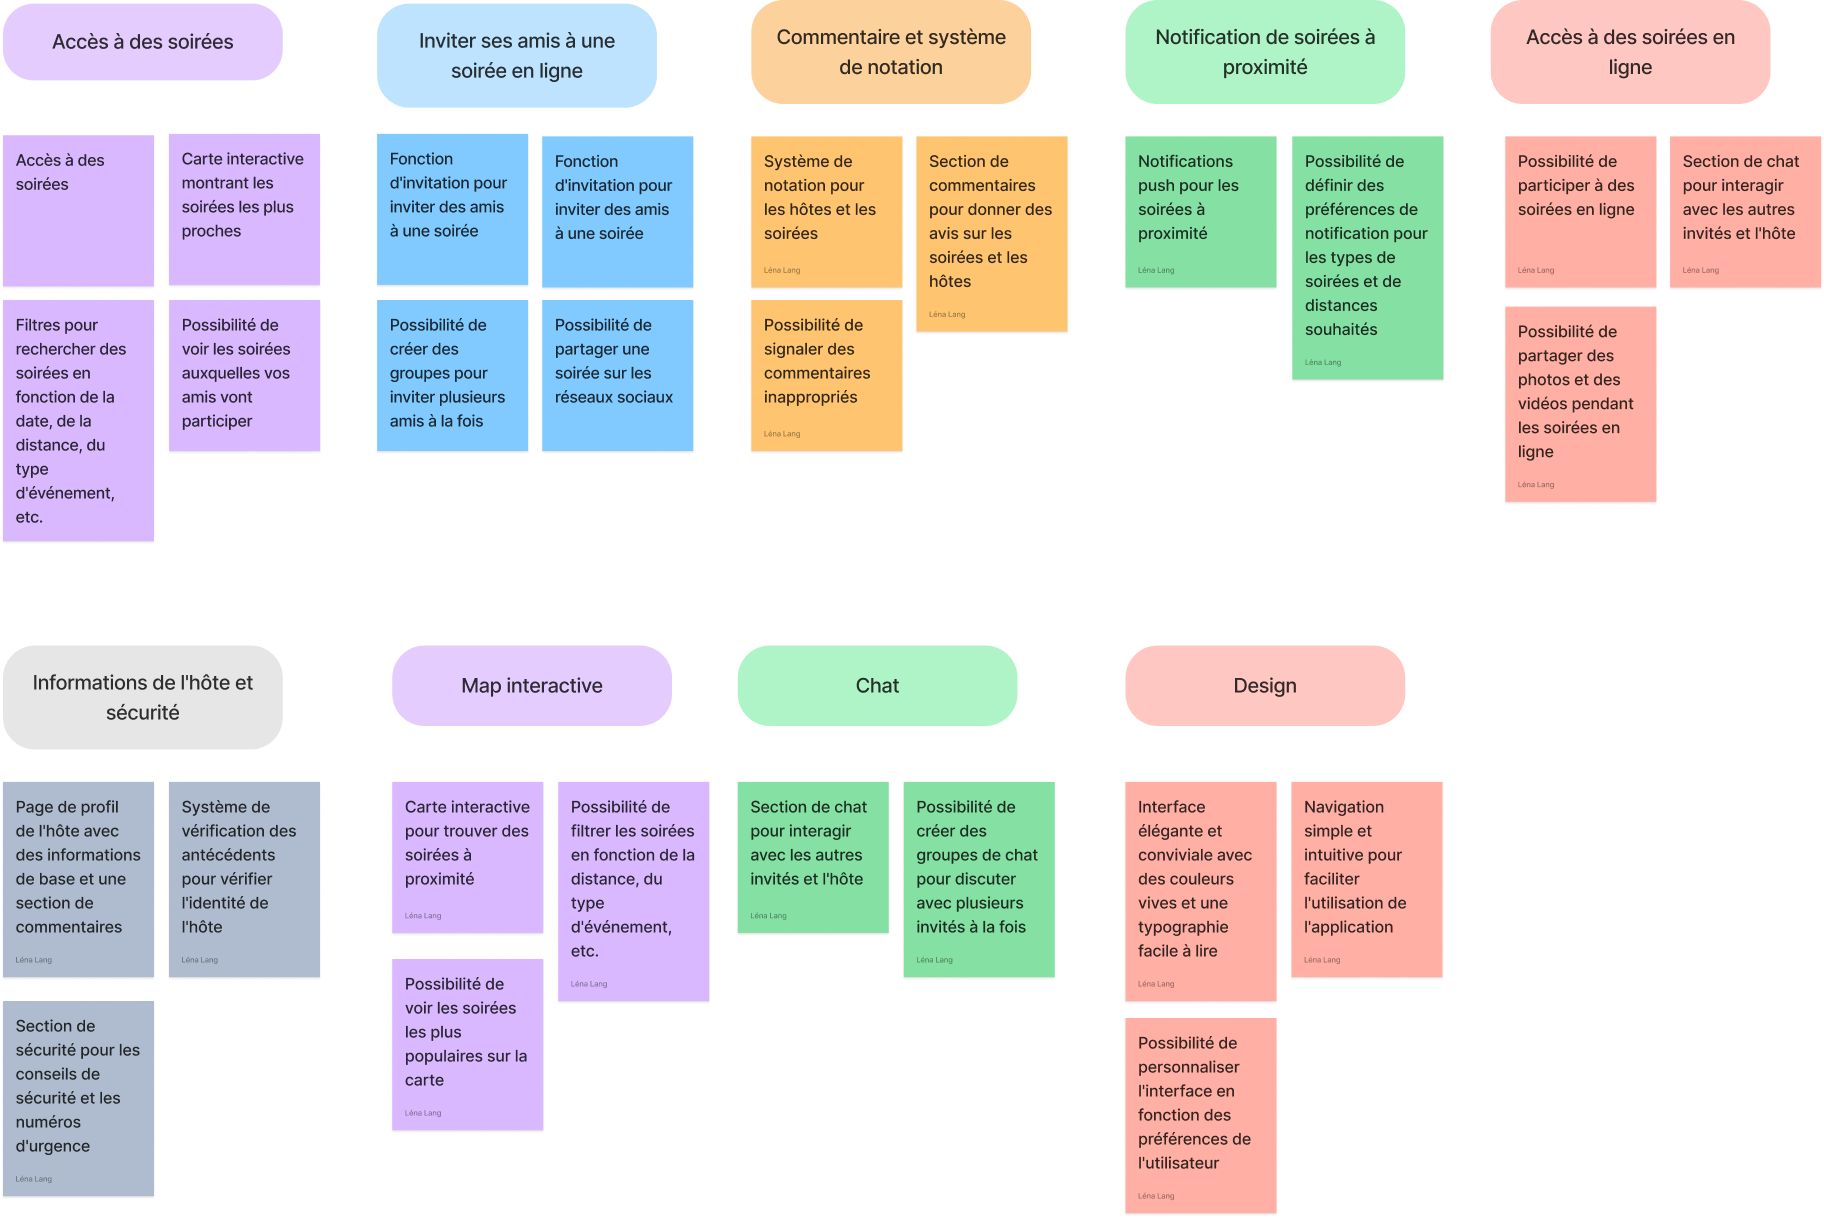 Accès à des soirées
Inviter ses amis à une
soirée en ligne
Commentaire et système
de notation
Notification de soirées à
proximité
Accès à des soirées en
ligne
Accès à des
soirées
Carte interactive
montrant les
soirées les plus
proches
Filtres pour
rechercher des
soirées en
fonction de la
date, de la
distance, du
type
d'événement,
etc.
Possibilité de
voir les soirées
auxquelles vos
amis vont
participer
Fonction
d'invitation pour
inviter des amis
à une soirée
Fonction
d'invitation pour
inviter des amis
à une soirée
Possibilité de
créer des
groupes pour
inviter plusieurs
amis à la fois
Possibilité de
partager une
soirée sur les
réseaux sociaux
Système de
notation pour
les hôtes et les
soirées
Léna Lang
Section de
commentaires
pour donner des
avis sur les
soirées et les
hôtes
Léna Lang
Possibilité de
signaler des
commentaires
inappropriés
Léna Lang
Notifications
push pour les
soirées à
proximité
Léna Lang
Possibilité de
définir des
préférences de
notification pour
les types de
soirées et de
distances
souhaités
Léna Lang
Possibilité de
participer à des
soirées en ligne
Léna Lang
Section de chat
pour interagir
avec les autres
invités et l'hôte
Léna Lang
Possibilité de
partager des
photos et des
vidéos pendant
les soirées en
ligne
Léna Lang
Informations de l'hôte et
sécurité
Map interactive
Chat
Design
Page de profil
de l'hôte avec
des informations
de base et une
section de
commentaires
Léna Lang
Système de
vérification des
antécédents
pour vérifier
l'identité de
l'hôte
Léna Lang
Section de
sécurité pour les
conseils de
sécurité et les
numéros
d'urgence
Léna Lang
Carte interactive
pour trouver des
soirées à
proximité
Léna Lang
Possibilité de
filtrer les soirées
en fonction de la
distance, du
type
d'événement,
etc.
Léna Lang
Possibilité de
voir les soirées
les plus
populaires sur la
carte
Léna Lang
Section de chat
pour interagir
avec les autres
invités et l'hôte
Léna Lang
Possibilité de
créer des
groupes de chat
pour discuter
avec plusieurs
invités à la fois
Léna Lang
Interface
élégante et
conviviale avec
des couleurs
vives et une
typographie
facile à lire
Léna Lang
Navigation
simple et
intuitive pour
faciliter
l'utilisation de
l'application
Léna Lang
Possibilité de
personnaliser
l'interface en
fonction des
préférences de
l'utilisateur
Léna Lang